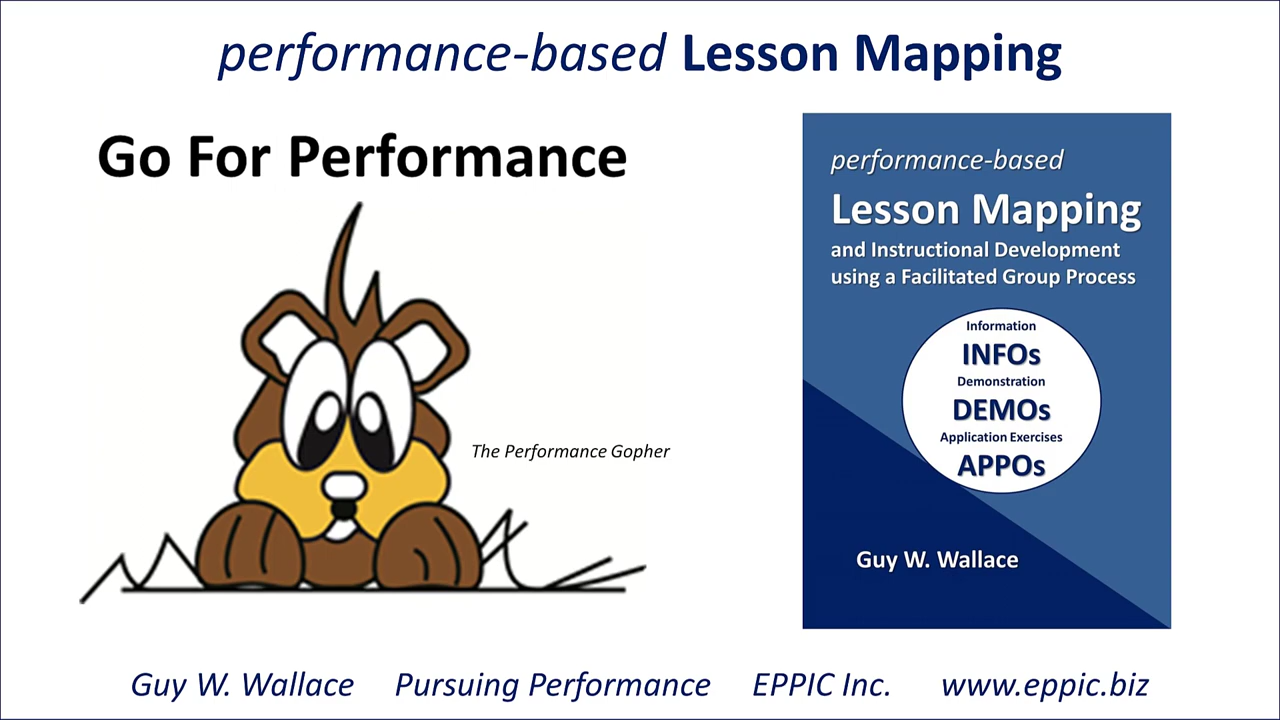 performance-based Lesson Mapping
Go For Performance
The Performance Gopher
performance-based
Lesson Mapping
and Instructional Development
using a Facilitated Group Process
Information
INFOs
Demonstration
DEMOs
Application Exercises
APPOs
Guy W. Wallace
Guy W. Wallace Pursuing Performance EPPIC Inc. www.eppic.biz